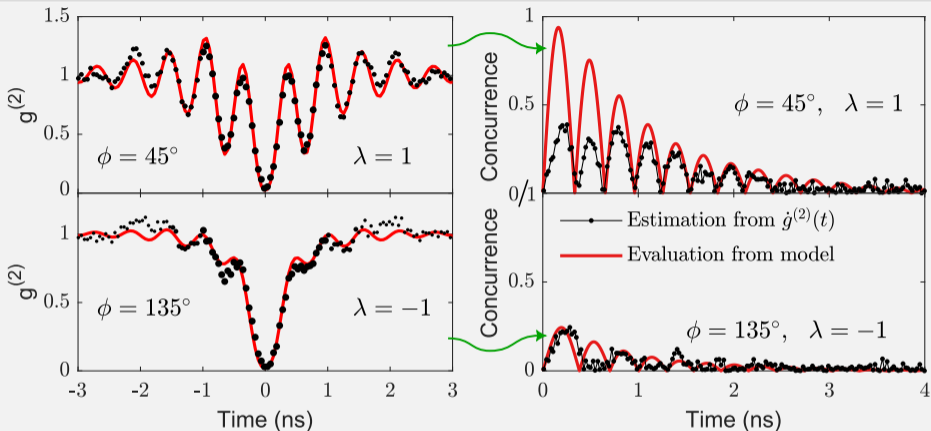 1.5
1
0.5
0
g(2)
ϕ = 45°
λ = 1
1
0.5
0
g(2)
ϕ = 135°
λ = −1
-3
-2
-1
0
1
2
3
Time (ns)
1
0.5
0/1
Concurrence
ϕ = 45°, λ = 1
0.5
0
Concurrence
Estimation from ġ(2)(t)
Evaluation from model
ϕ = 135°, λ = −1
0
1
2
3
4
Time (ns)